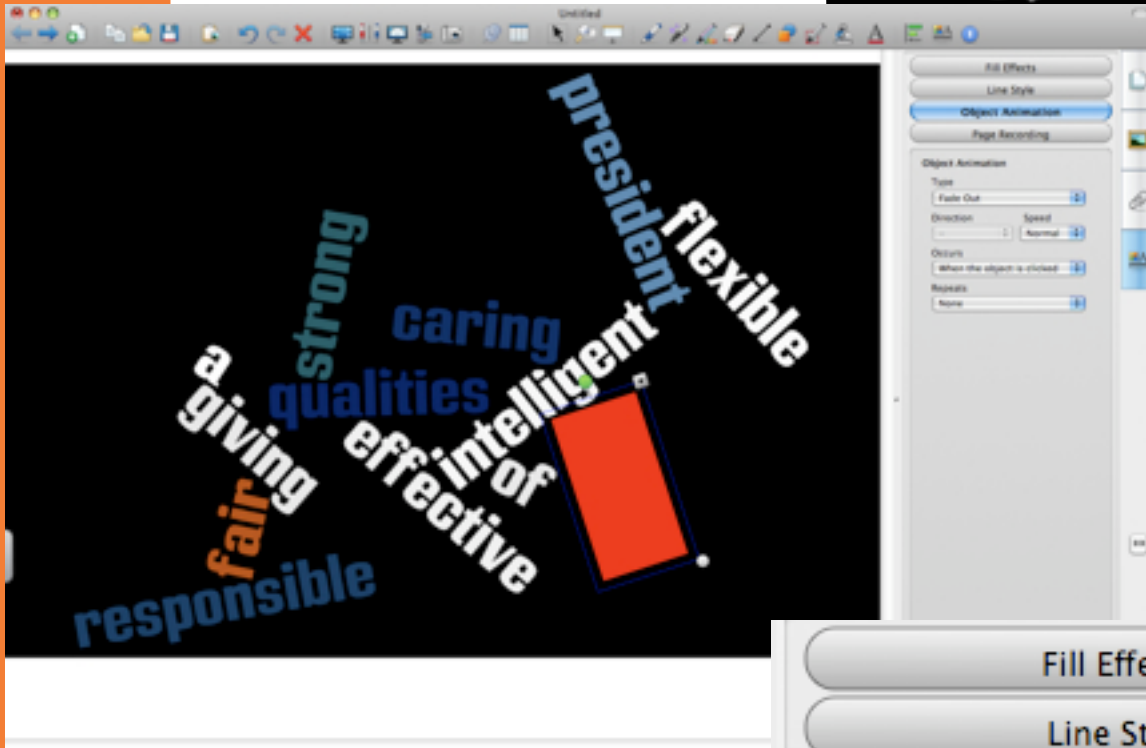 Untitled
Fill Effects
Line Style
Object Animation
Page Recording
Object Animation
Type
Fade Out
Direction Speed
Normal
Occurs
When the object is clicked
Repeats
None
president
flexible
strong
caring
a
qualities
intelligent
giving
effective
of
fair
responsible
Fill Effe
Line St